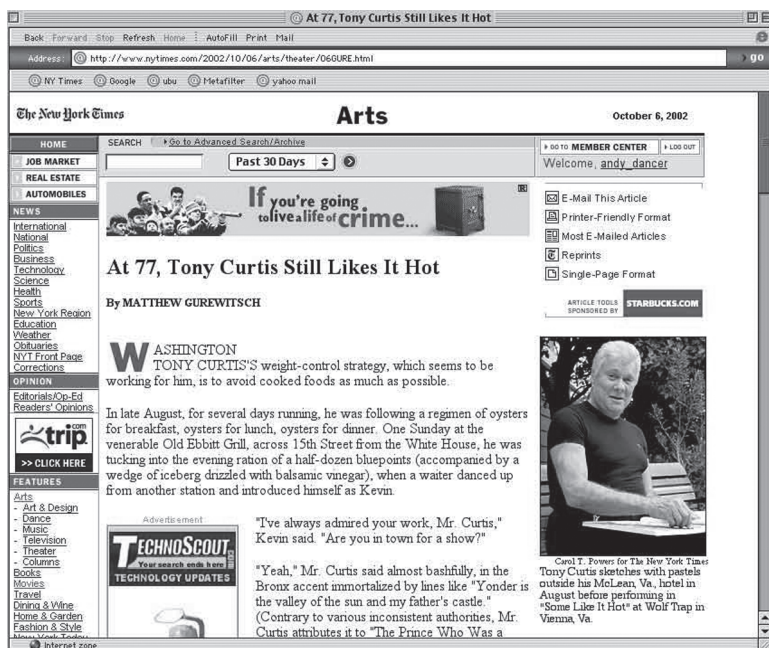 At 77, Tony Curtis Still Likes It Hot
Back Forward Stop Refresh Home AutoFill Print Mail
Address: http://www.nytimes.com/2002/10/06/arts/theater/06GURE.html go
NY Times Google ubu Metafilter yahoo mail
The New York Times
Arts
October 6, 2002
HOME
JOB MARKET
REAL ESTATE
AUTOMOBILES
NEWS
International
National
Politics
Business
Technology
Science
Health
Sports
New York Region
Education
Weather
Obituaries
NYT Front Page
Corrections
OPINION
Editorials/Op-Ed
Readers' Opinions
trip.com
>> CLICK HERE
FEATURES
Arts
- Art & Design
- Dance
- Music
- Television
- Theater
- Columns
Books
Movies
Travel
Dining & Wine
Home & Garden
Fashion & Style
New York Today
SEARCH Go to Advanced Search/Archive
Past 30 Days
GO TO MEMBER CENTER LOG OUT
Welcome, andy_dancer
If you're going
to live a life of crime...
At 77, Tony Curtis Still Likes It Hot
By MATTHEW GUREWITSCH
WASHINGTON
TONY CURTIS'S weight-control strategy, which seems to be
working for him, is to avoid cooked foods as much as possible.
In late August, for several days running, he was following a regimen of oysters
for breakfast, oysters for lunch, oysters for dinner. One Sunday at the
venerable Old Ebbitt Grill, across 15th Street from the White House, he was
tucking into the evening ration of a half-dozen bluepoints (accompanied by a
wedge of iceberg drizzled with balsamic vinegar), when a waiter danced up
from another station and introduced himself as Kevin.
Advertisement
TECHNOSCOUT
Your search ends here
TECHNOLOGY UPDATES
"I've always admired your work, Mr. Curtis,"
Kevin said. "Are you in town for a show?"
"Yeah," Mr. Curtis said almost bashfully, in the
Bronx accent immortalized by lines like "Yonder is
the valley of the sun and my father's castle."
(Contrary to various inconsistent authorities, Mr.
Curtis attributes it to "The Prince Who Was a
E-Mail This Article
Printer-Friendly Format
Most E-Mailed Articles
Reprints
Single-Page Format
ARTICLE TOOLS
SPONSORED BY
STARBUCKS.COM
Carol T. Powers for The New York Times
Tony Curtis sketches with pastels
outside his McLean, Va., hotel in
August before performing in
"Some Like It Hot" at Wolf Trap in
Vienna, Va.
Internet zone